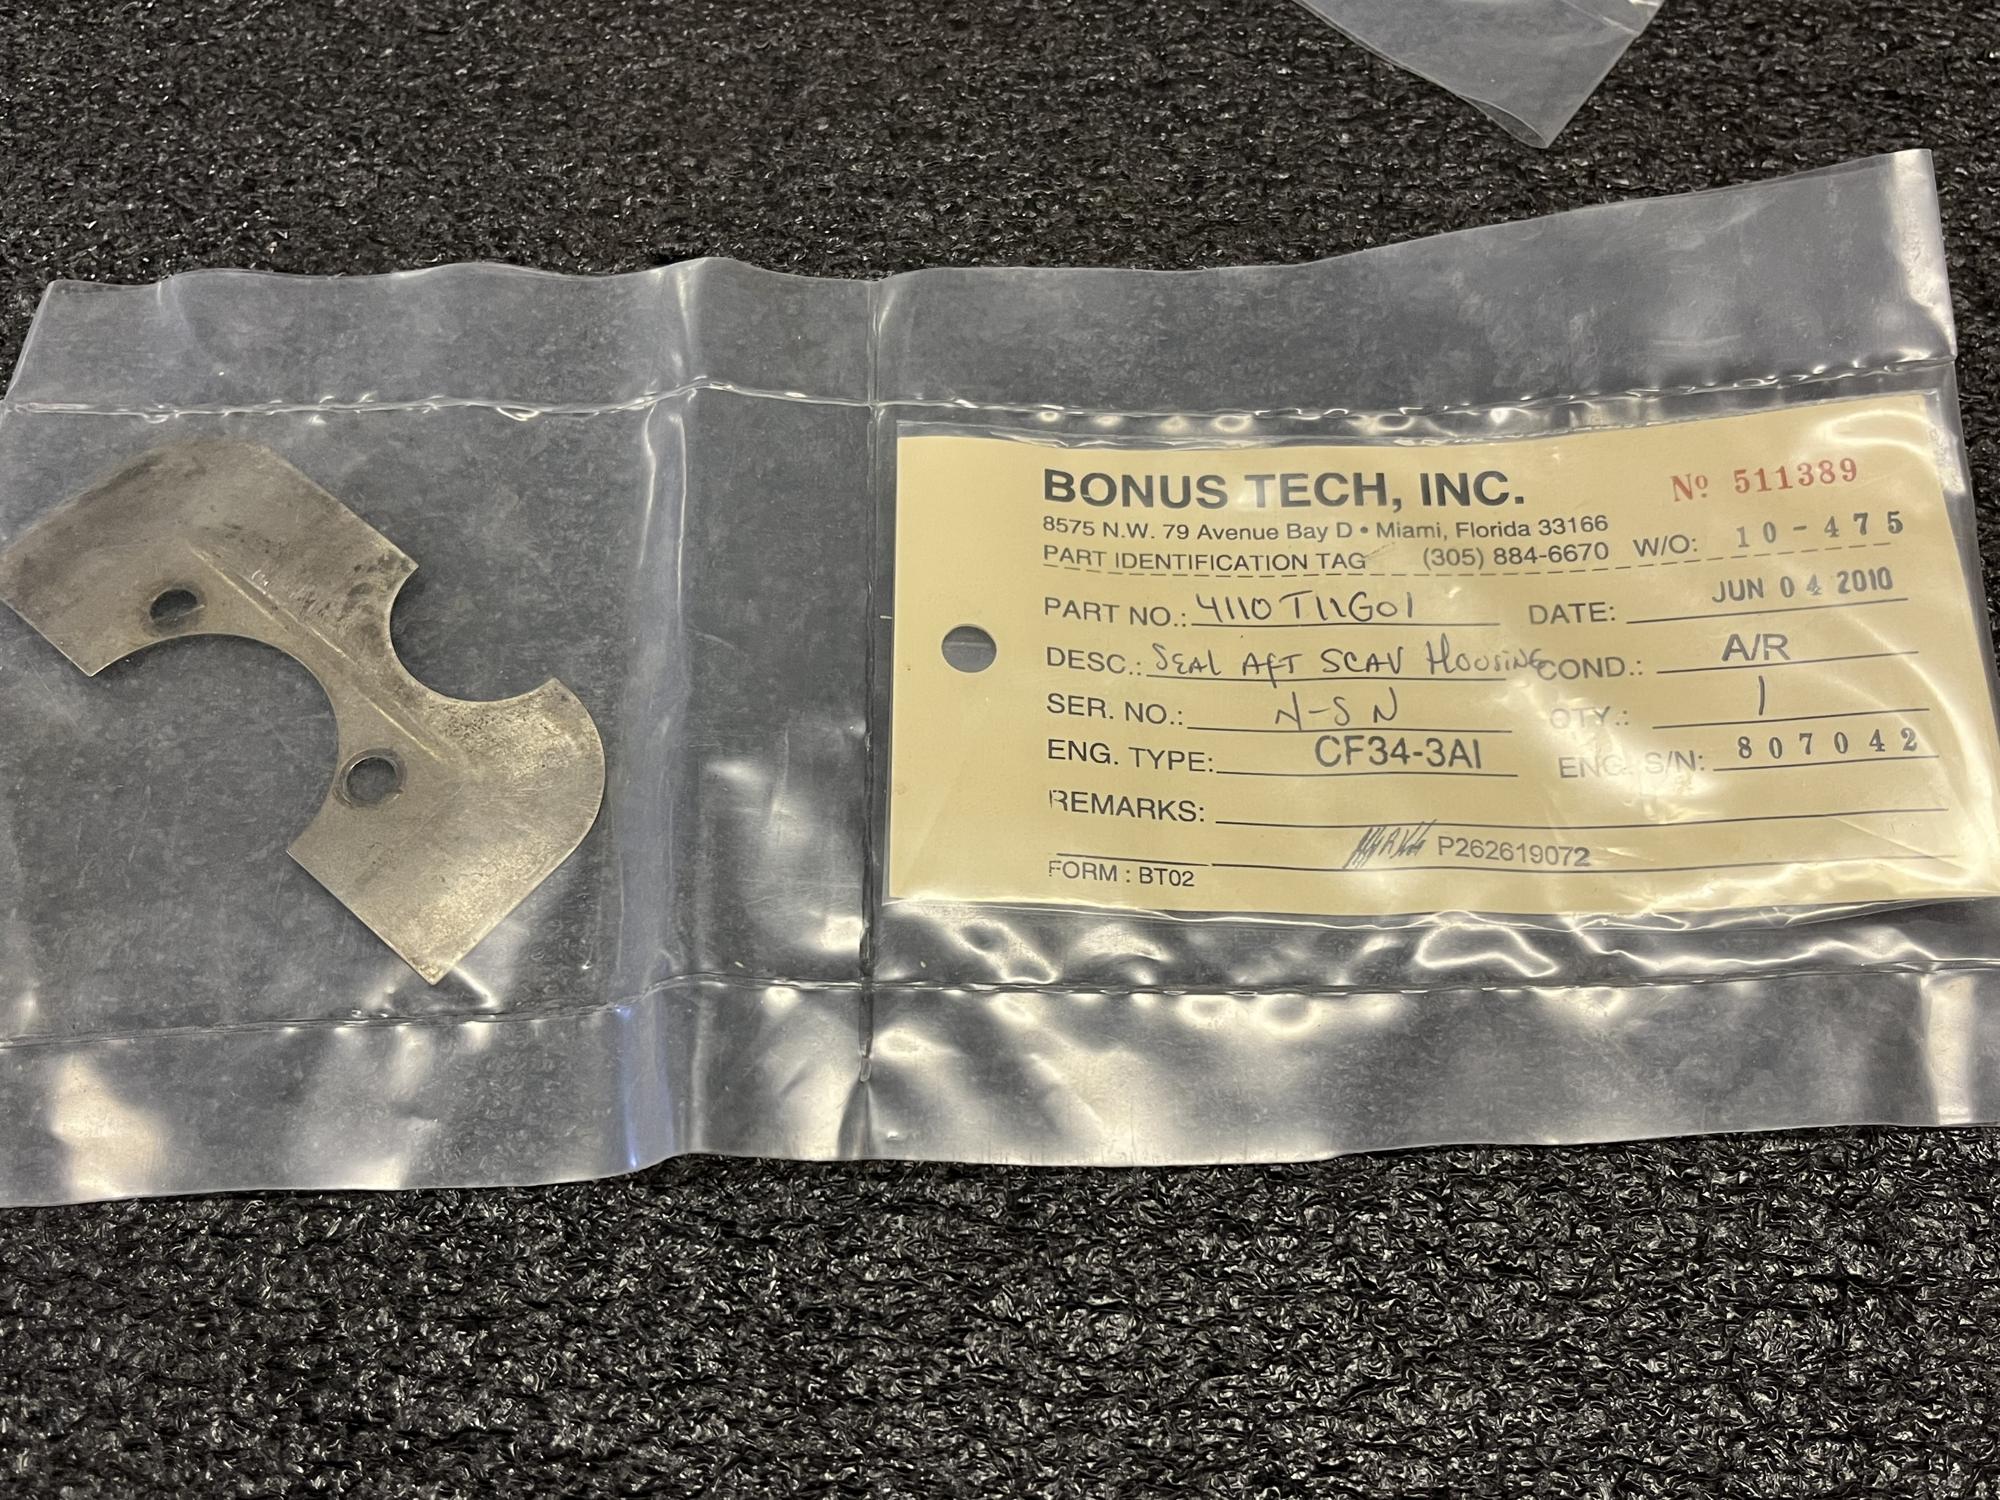 BONUS TECH, INC.
Nº 511389
8575 N.W. 79 Avenue Bay D • Miami, Florida 33166
PART IDENTIFICATION TAG (305) 884-6670 W/O: 10-475
PART NO.: 4110T11G01 DATE: JUN 04 2010
DESC.: SEAL AFT SCAV HOUSING COND.: A/R
SER. NO.: N-SN QTY.: 1
ENG. TYPE: CF34-3A1 ENG. S/N: 807042
REMARKS:
P262619072
FORM : BT02